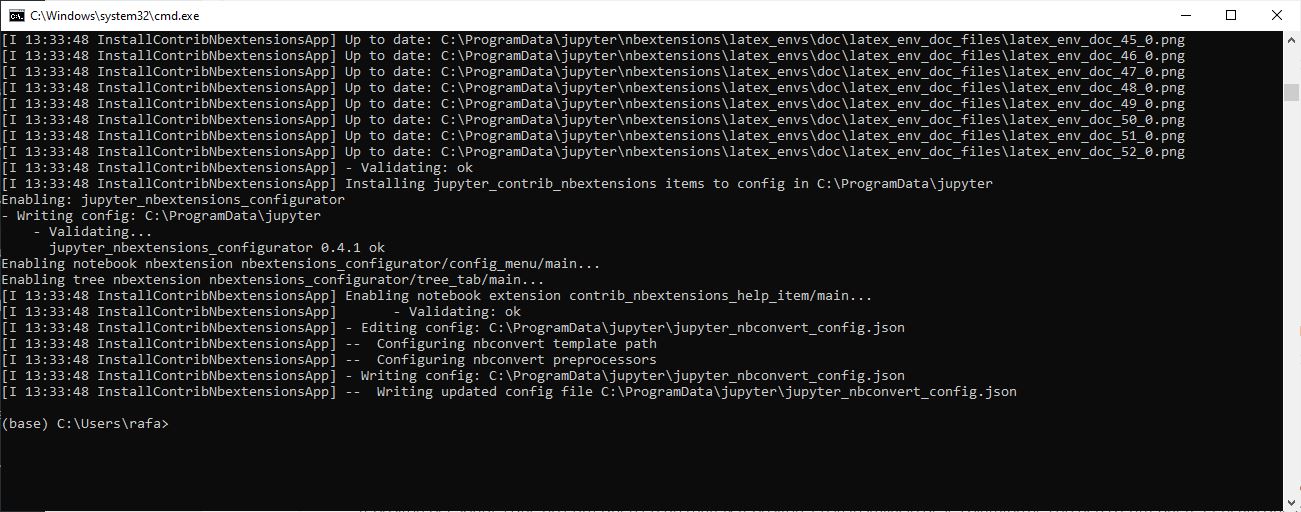 C:\Windows\system32\cmd.exe
[I 13:33:48 InstallContribNbextensionsApp] Up to date: C:\ProgramData\jupyter\nbextensions\latex_envs\doc\latex_env_doc_files\latex_env_doc_45_0.png
[I 13:33:48 InstallContribNbextensionsApp] Up to date: C:\ProgramData\jupyter\nbextensions\latex_envs\doc\latex_env_doc_files\latex_env_doc_46_0.png
[I 13:33:48 InstallContribNbextensionsApp] Up to date: C:\ProgramData\jupyter\nbextensions\latex_envs\doc\latex_env_doc_files\latex_env_doc_47_0.png
[I 13:33:48 InstallContribNbextensionsApp] Up to date: C:\ProgramData\jupyter\nbextensions\latex_envs\doc\latex_env_doc_files\latex_env_doc_48_0.png
[I 13:33:48 InstallContribNbextensionsApp] Up to date: C:\ProgramData\jupyter\nbextensions\latex_envs\doc\latex_env_doc_files\latex_env_doc_49_0.png
[I 13:33:48 InstallContribNbextensionsApp] Up to date: C:\ProgramData\jupyter\nbextensions\latex_envs\doc\latex_env_doc_files\latex_env_doc_50_0.png
[I 13:33:48 InstallContribNbextensionsApp] Up to date: C:\ProgramData\jupyter\nbextensions\latex_envs\doc\latex_env_doc_files\latex_env_doc_51_0.png
[I 13:33:48 InstallContribNbextensionsApp] Up to date: C:\ProgramData\jupyter\nbextensions\latex_envs\doc\latex_env_doc_files\latex_env_doc_52_0.png
[I 13:33:48 InstallContribNbextensionsApp] - Validating: ok
[I 13:33:48 InstallContribNbextensionsApp] Installing jupyter_contrib_nbextensions items to config in C:\ProgramData\jupyter
Enabling: jupyter_nbextensions_configurator
- Writing config: C:\ProgramData\jupyter
    - Validating...
      jupyter_nbextensions_configurator 0.4.1 ok
Enabling notebook nbextension nbextensions_configurator/config_menu/main...
Enabling tree nbextension nbextensions_configurator/tree_tab/main...
[I 13:33:48 InstallContribNbextensionsApp] Enabling notebook extension contrib_nbextensions_help_item/main...
[I 13:33:48 InstallContribNbextensionsApp]       - Validating: ok
[I 13:33:48 InstallContribNbextensionsApp] - Editing config: C:\ProgramData\jupyter\jupyter_nbconvert_config.json
[I 13:33:48 InstallContribNbextensionsApp] --  Configuring nbconvert template path
[I 13:33:48 InstallContribNbextensionsApp] --  Configuring nbconvert preprocessors
[I 13:33:48 InstallContribNbextensionsApp] - Writing config: C:\ProgramData\jupyter\jupyter_nbconvert_config.json
[I 13:33:48 InstallContribNbextensionsApp] --  Writing updated config file C:\ProgramData\jupyter\jupyter_nbconvert_config.json
(base) C:\Users\rafa>